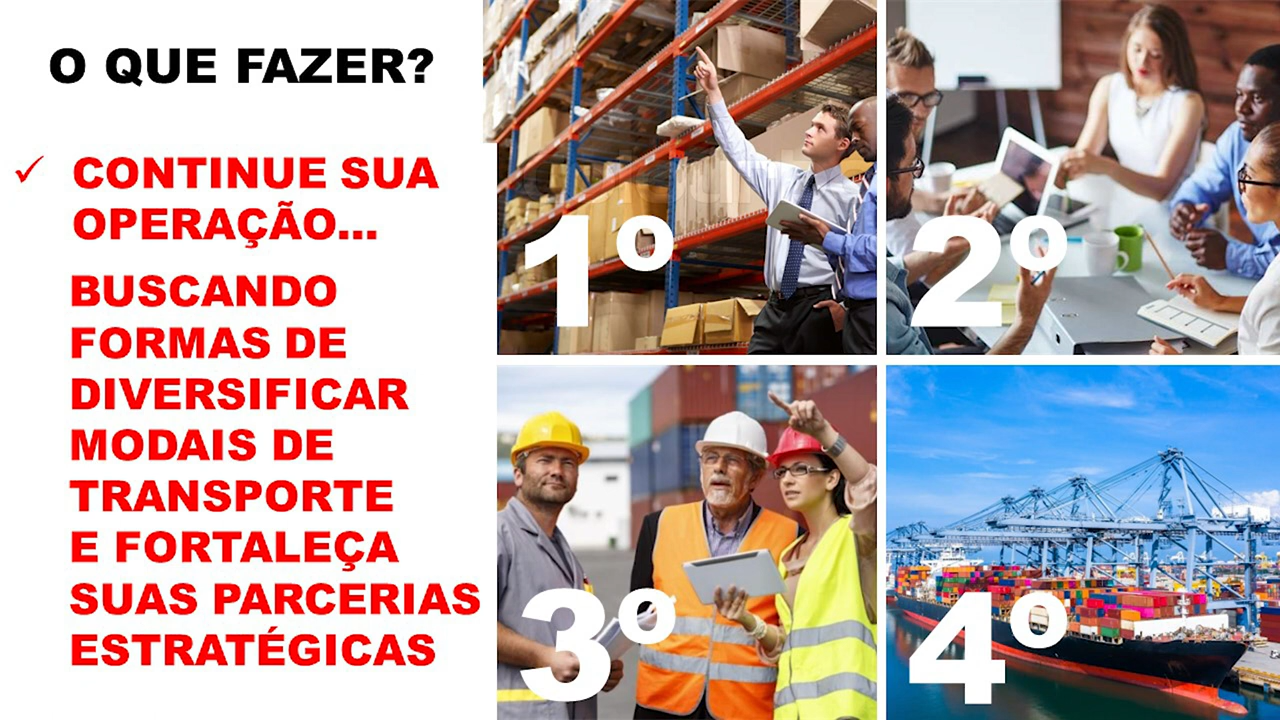 O QUE FAZER?
✓ CONTINUE SUA
OPERAÇÃO...
BUSCANDO
FORMAS DE
DIVERSIFICAR
MODAIS DE
TRANSPORTE
E FORTALEÇA
SUAS PARCERIAS
ESTRATÉGICAS
1º
2º
3º
4º